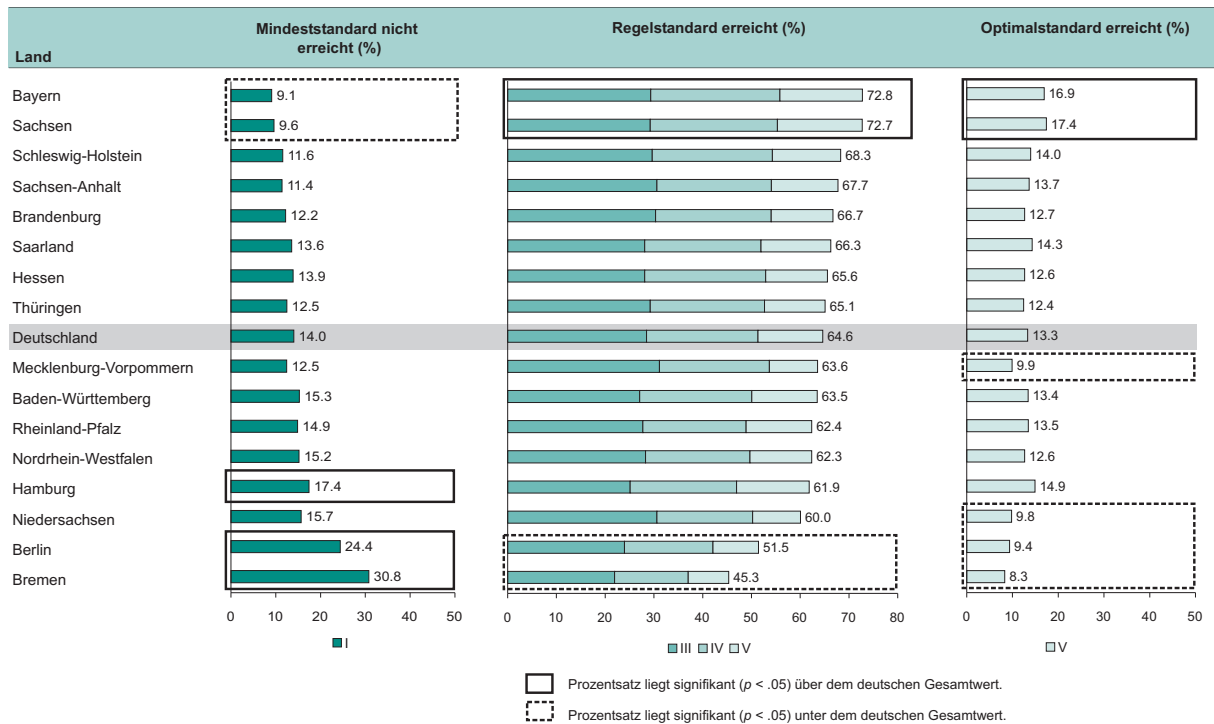 Land
Mindeststandard nicht
erreicht (%)
Regelstandard erreicht (%)
Optimalstandard erreicht (%)
Bayern 9.1 72.8 16.9
Sachsen 9.6 72.7 17.4
Schleswig-Holstein 11.6 68.3 14.0
Sachsen-Anhalt 11.4 67.7 13.7
Brandenburg 12.2 66.7 12.7
Saarland 13.6 66.3 14.3
Hessen 13.9 65.6 12.6
Thüringen 12.5 65.1 12.4
Deutschland 14.0 64.6 13.3
Mecklenburg-Vorpommern 12.5 63.6 9.9
Baden-Württemberg 15.3 63.5 13.4
Rheinland-Pfalz 14.9 62.4 13.5
Nordrhein-Westfalen 15.2 62.3 12.6
Hamburg 17.4 61.9 14.9
Niedersachsen 15.7 60.0 9.8
Berlin 24.4 51.5 9.4
Bremen 30.8 45.3 8.3
0 10 20 30 40 50 0 10 20 30 40 50 60 70 80 0 10 20 30 40 50
I III IV V V
Prozentsatz liegt signifikant (p < .05) über dem deutschen Gesamtwert.
Prozentsatz liegt signifikant (p < .05) unter dem deutschen Gesamtwert.